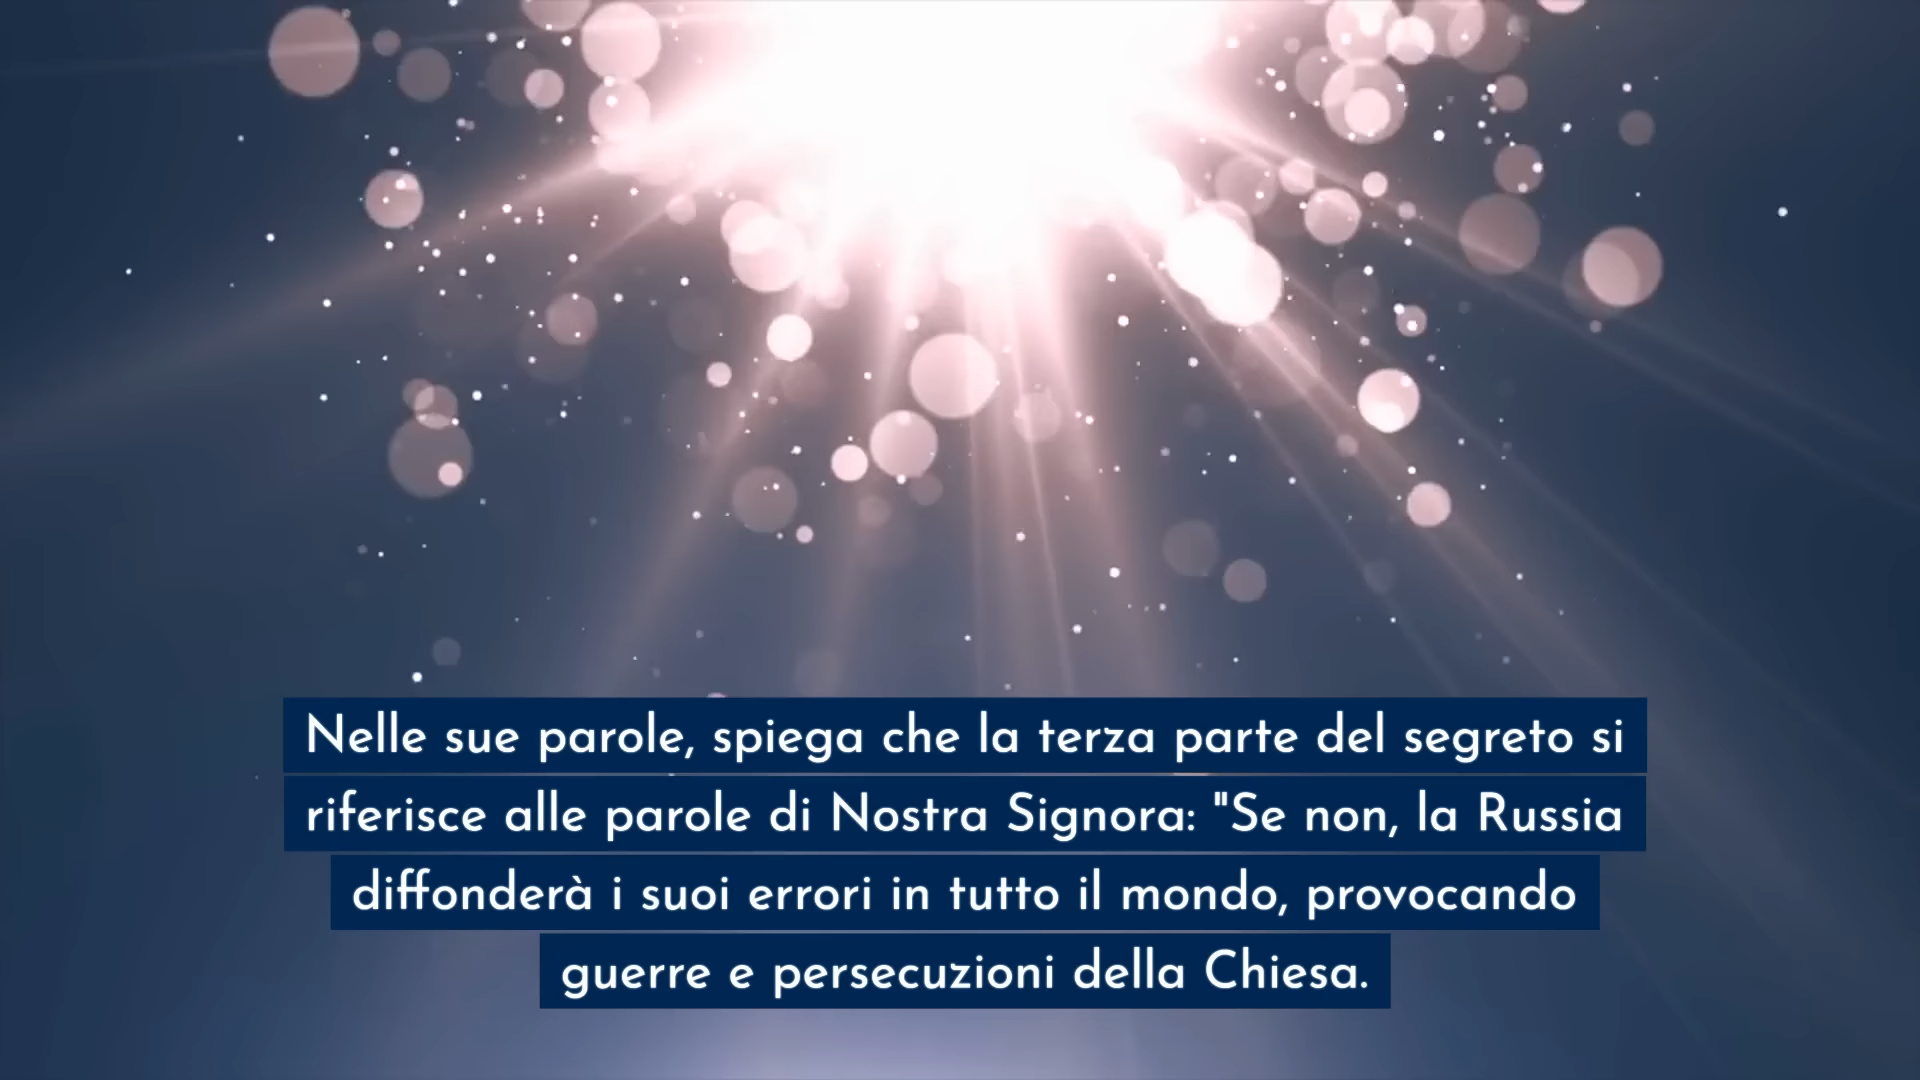 Nelle sue parole, spiega che la terza parte del segreto si
riferisce alle parole di Nostra Signora: "Se non, la Russia
diffonderà i suoi errori in tutto il mondo, provocando
guerre e persecuzioni della Chiesa.